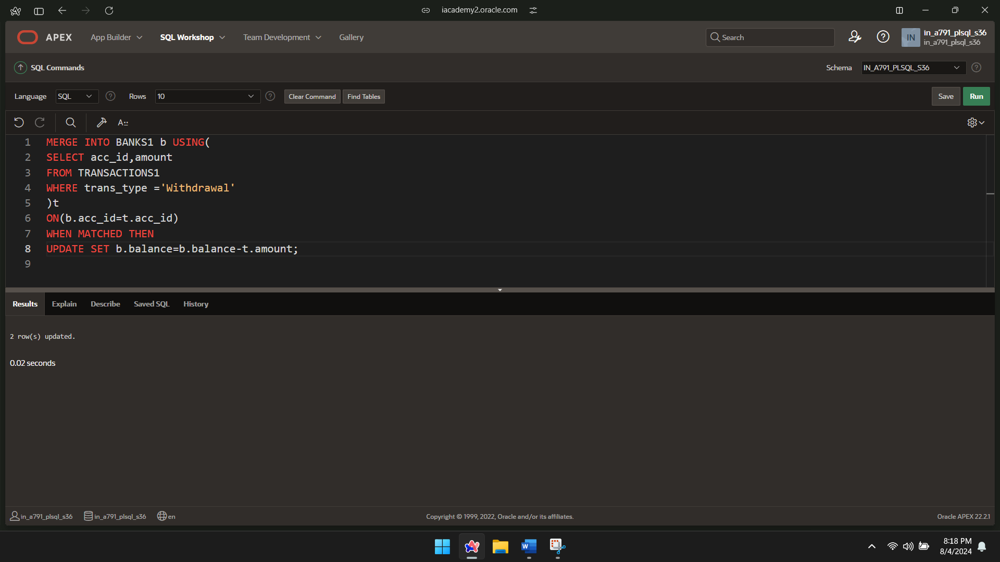 iacademy2.oracle.com
APEX App Builder SQL Workshop Team Development Gallery Search IN in_a791_plsql_s36
in_a791_plsql_s36
SQL Commands Schema IN_A791_PLSQL_S36
Language SQL Rows 10 Clear Command Find Tables Save Run
A
1 MERGE INTO BANKS1 b USING(
2 SELECT acc_id,amount
3 FROM TRANSACTIONS1
4 WHERE trans_type ='Withdrawal'
5 )t
6 ON(b.acc_id=t.acc_id)
7 WHEN MATCHED THEN
8 UPDATE SET b.balance=b.balance-t.amount;
9
Results Explain Describe Saved SQL History
2 row(s) updated.
0.02 seconds
in_a791_plsql_s36 in_a791_plsql_s36 en Copyright © 1999, 2022, Oracle and/or its affiliates. Oracle APEX 22.2.1
W 8:18 PM
8/4/2024